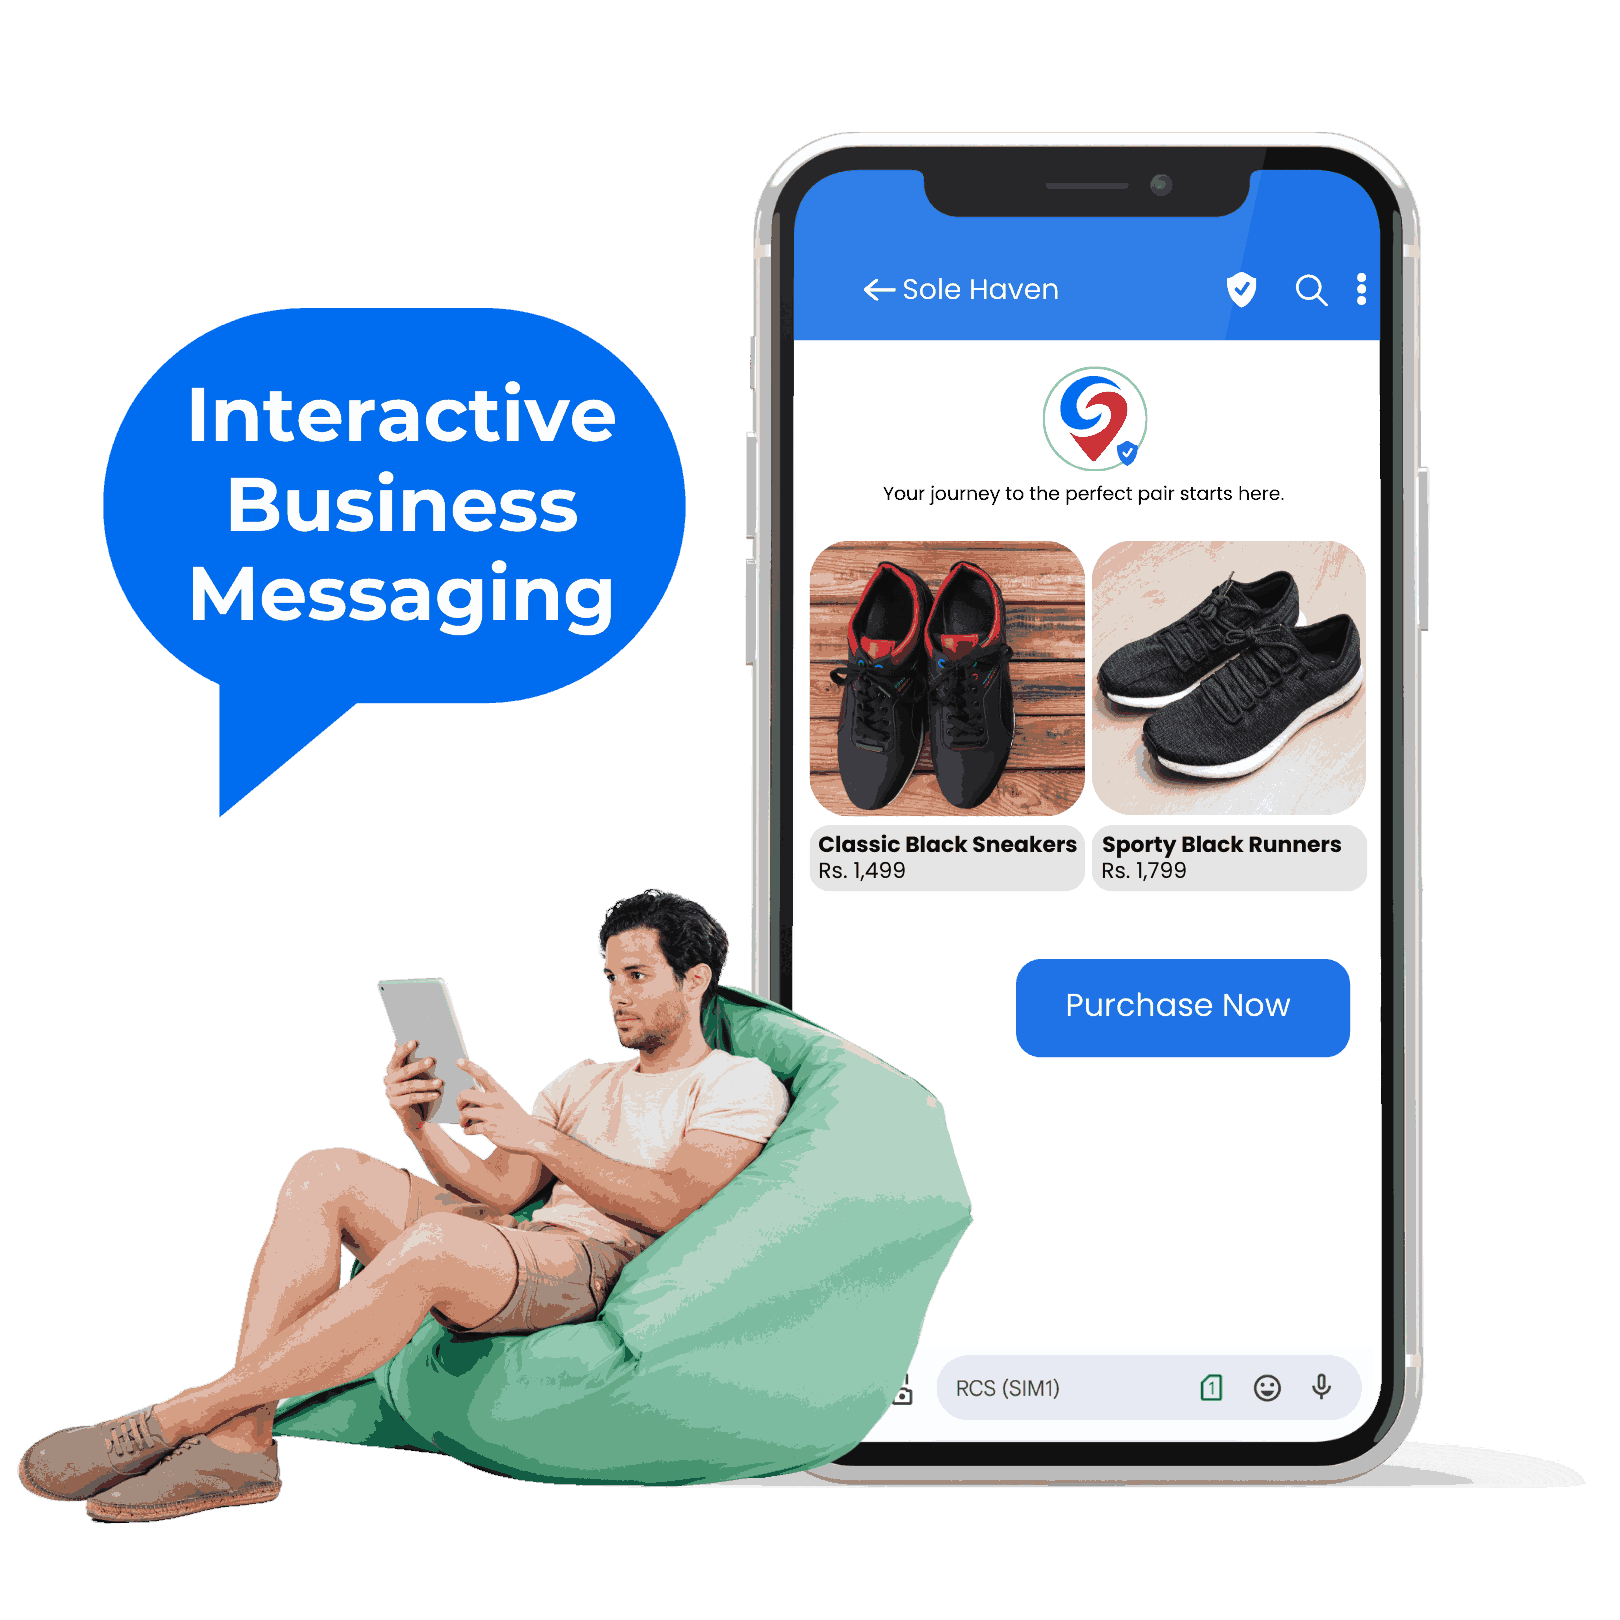 Interactive
Business
Messaging
Sole Haven
Your journey to the perfect pair starts here.
Classic Black Sneakers
Rs. 1,499
Sporty Black Runners
Rs. 1,799
Purchase Now
RCS (SIM1)
1